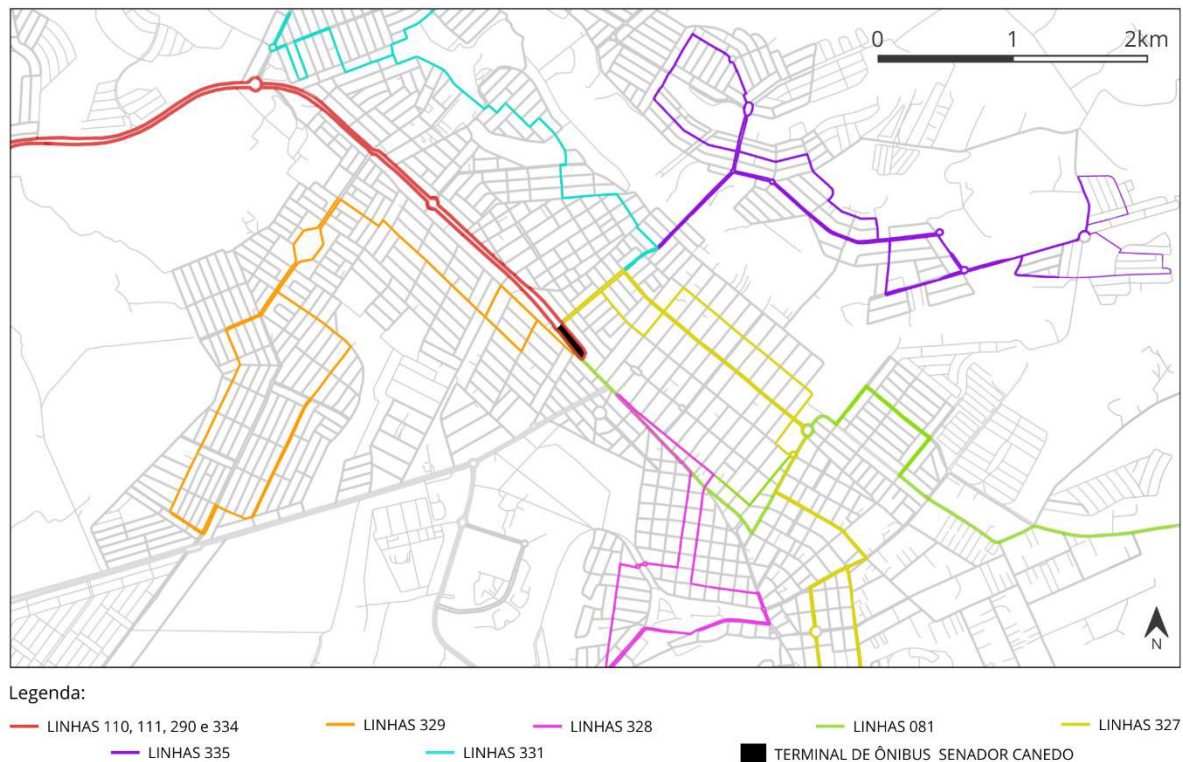 0 1 2km
N
Legenda:
LINHAS 110, 111, 290 e 334 LINHAS 329 LINHAS 328 LINHAS 081 LINHAS 327
LINHAS 335 LINHAS 331 TERMINAL DE ÔNIBUS SENADOR CANEDO